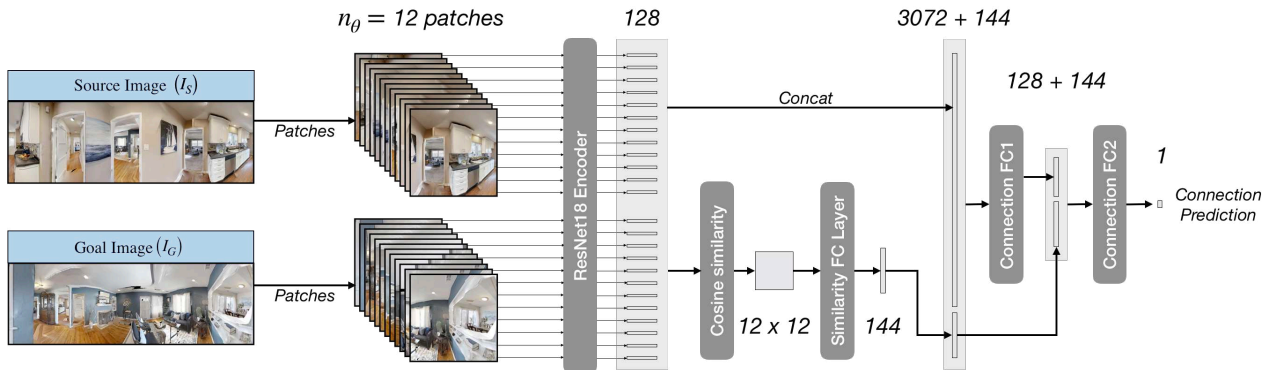 n_θ = 12 patches
128
3072 + 144
128 + 144
Source Image (I_S)
Patches
ResNet18 Encoder
Concat
Goal Image (I_G)
Patches
Cosine similarity
12 x 12
Similarity FC Layer
144
Connection FC1
Connection FC2
1
Connection
Prediction